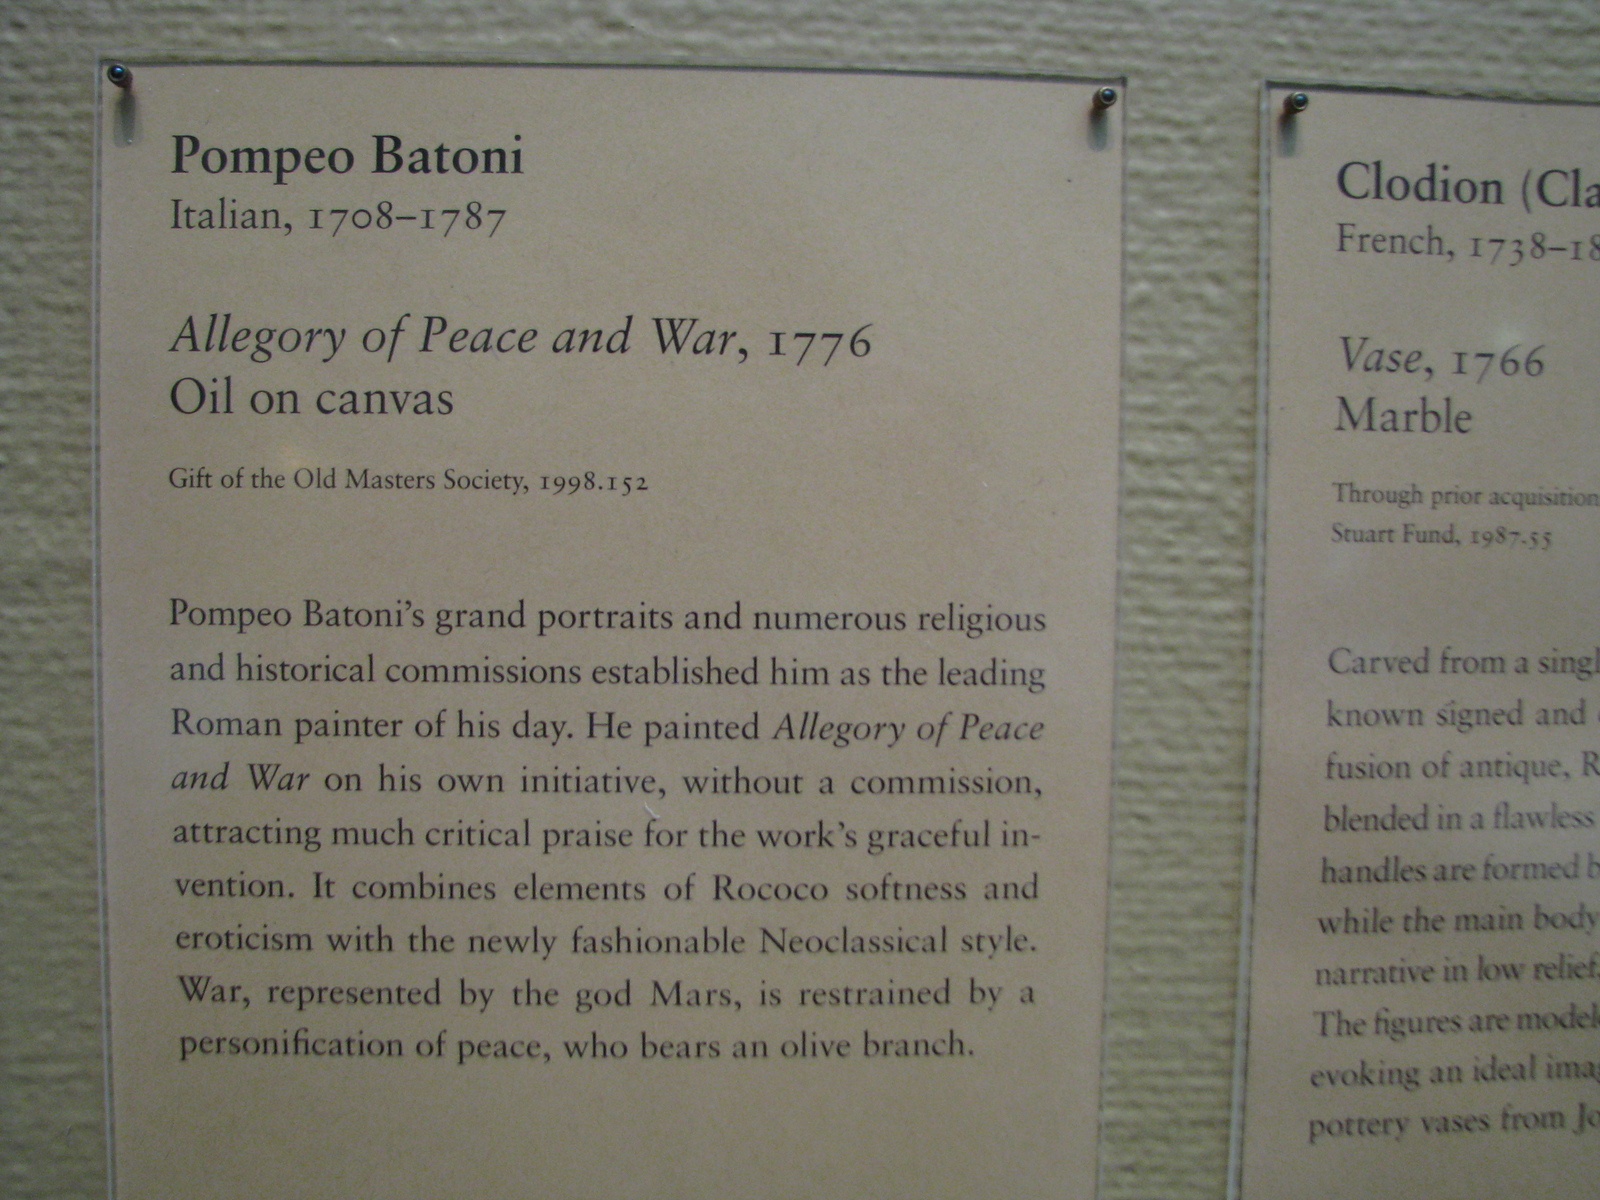 Pompeo Batoni
Italian, 1708–1787
Allegory of Peace and War, 1776
Oil on canvas
Gift of the Old Masters Society, 1998.152
Pompeo Batoni's grand portraits and numerous religious
and historical commissions established him as the leading
Roman painter of his day. He painted Allegory of Peace
and War on his own initiative, without a commission,
attracting much critical praise for the work's graceful in-
vention. It combines elements of Rococo softness and
eroticism with the newly fashionable Neoclassical style.
War, represented by the god Mars, is restrained by a
personification of peace, who bears an olive branch.
Clodion (Cla
French, 1738–18
Vase, 1766
Marble
Through prior acquisition
Stuart Fund, 1987.55
Carved from a singl
known signed and
fusion of antique, R
blended in a flawless
handles are formed b
while the main body
narrative in low relief.
The figures are model
evoking an ideal imag
pottery vases from Jo